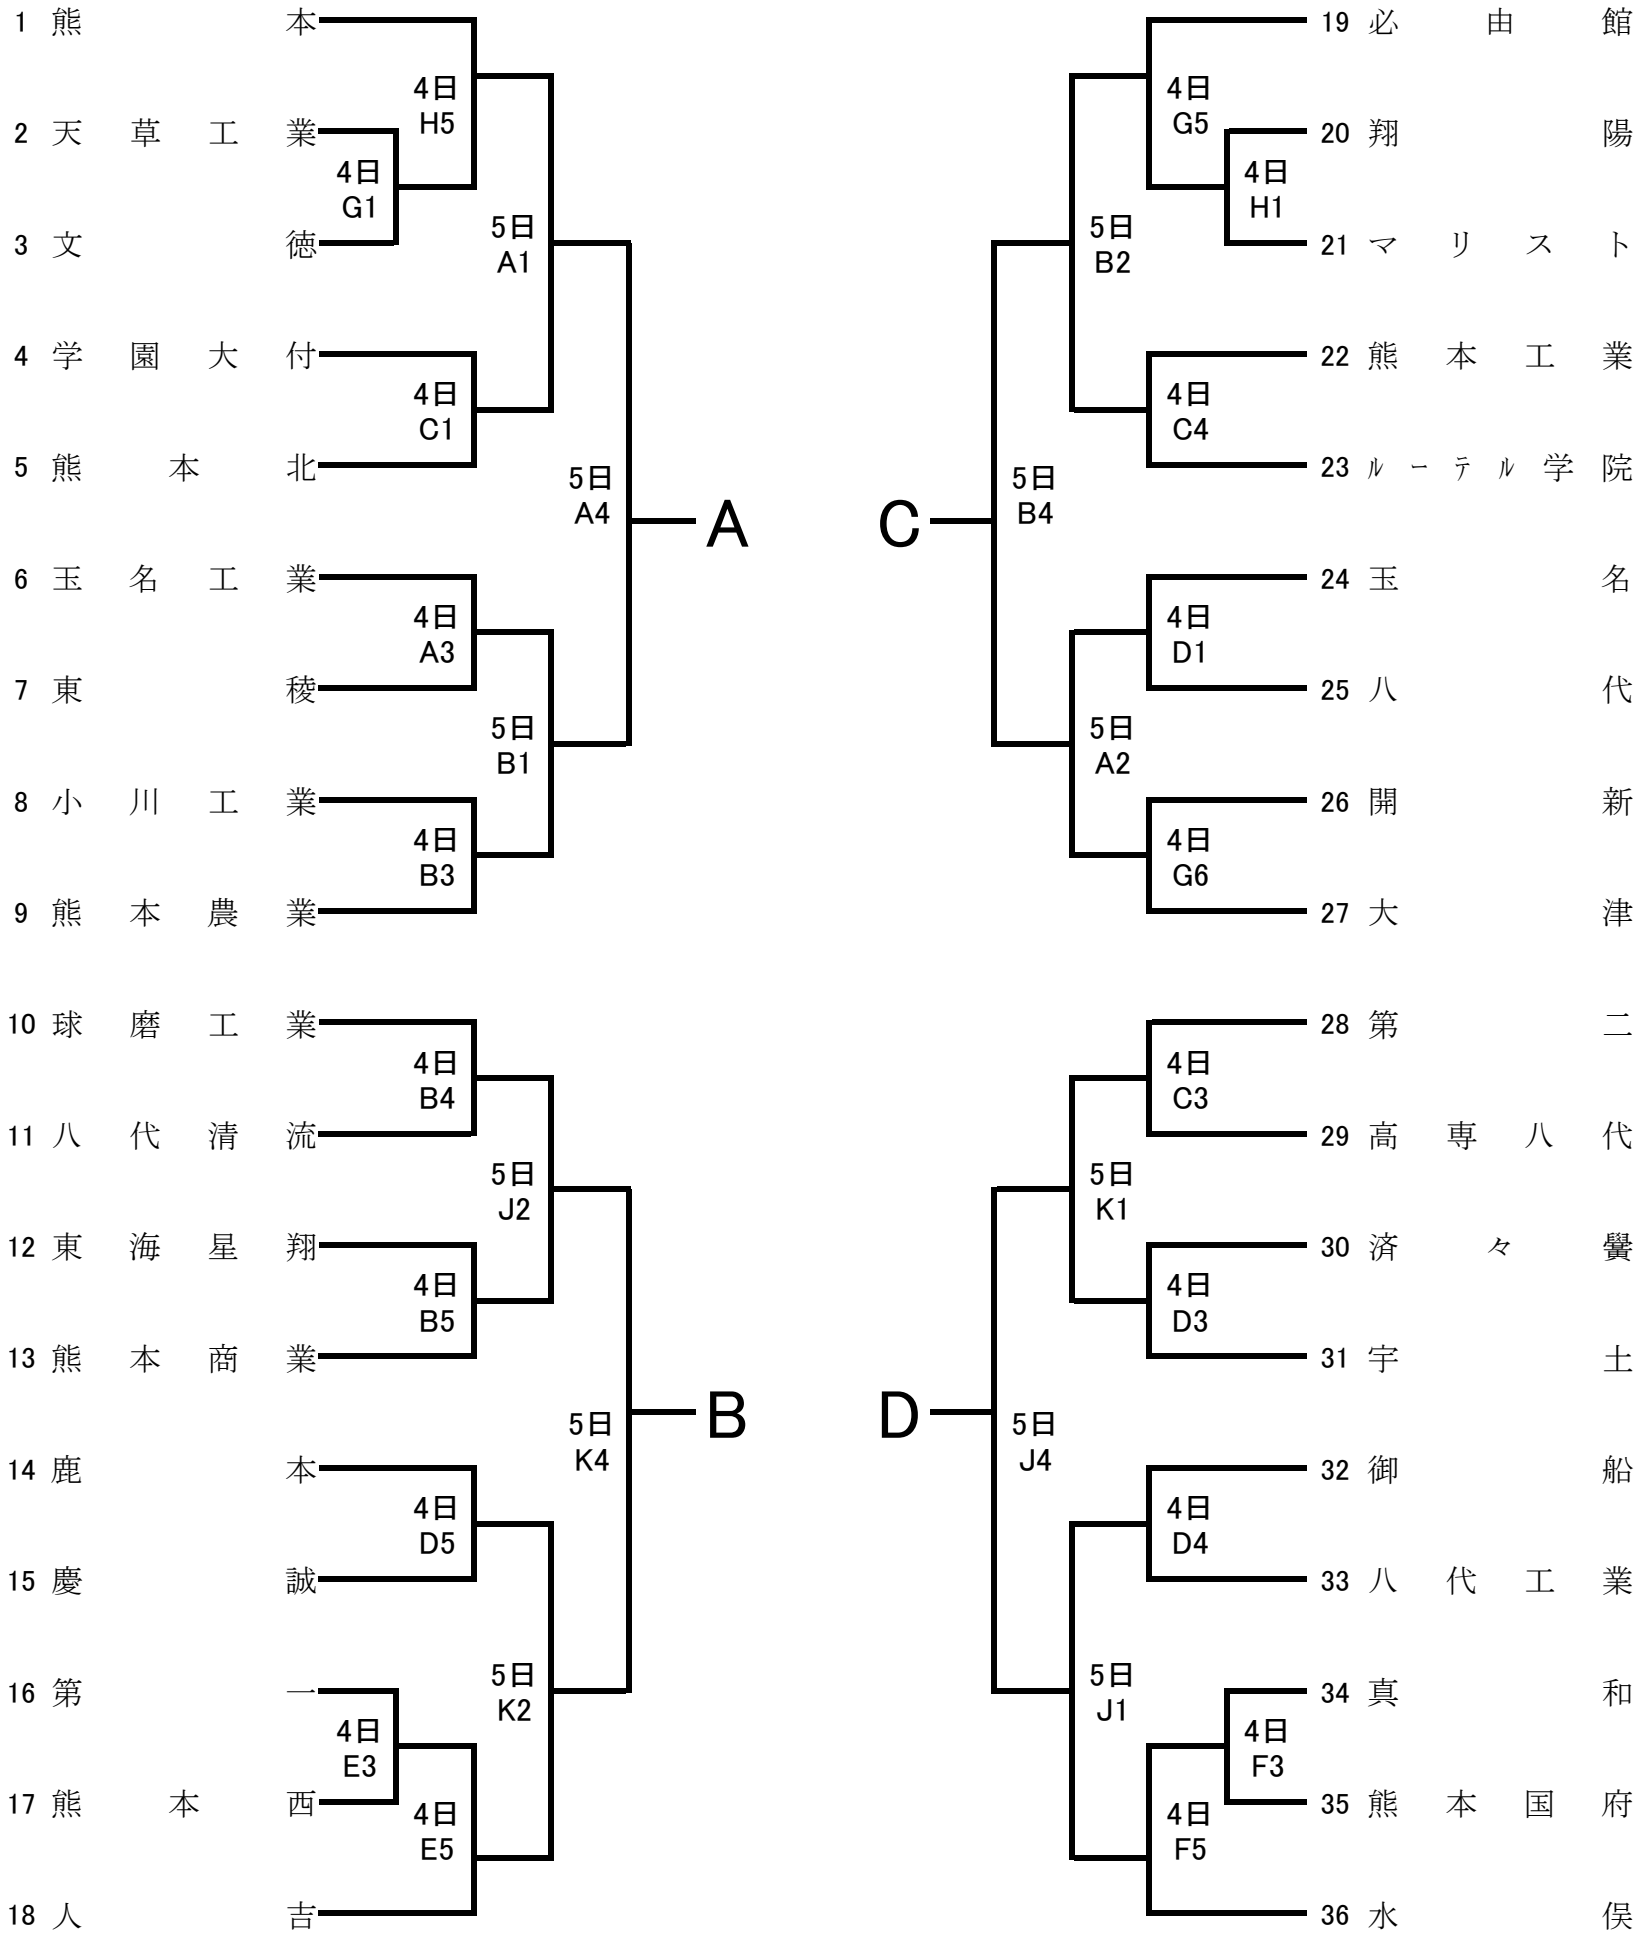 1 熊本
4日
H5
2 天草工業
4日
G1
3 文徳
5日
A1
4 学園大付
4日
C1
5 熊本北
5日
A4
A
6 玉名工業
4日
A3
7 東稜
5日
B1
8 小川工業
4日
B3
9 熊本農業
10 球磨工業
4日
B4
11 八代清流
5日
J2
12 東海星翔
4日
B5
13 熊本商業
5日
K4
B
14 鹿本
4日
D5
15 慶誠
5日
K2
16 第一
4日
E3
17 熊本西
4日
E5
18 人吉
19 必由館
4日
G5
20 翔陽
4日
H1
21 マリスト
5日
B2
22 熊本工業
4日
C4
23 ルーテル学院
5日
B4
C
24 玉名
4日
D1
25 八代
5日
A2
26 開新
4日
G6
27 大津
28 第二
4日
C3
29 高専八代
5日
K1
30 済々黌
4日
D3
31 宇土
5日
J4
D
32 御船
4日
D4
33 八代工業
5日
J1
34 真和
4日
F3
35 熊本国府
4日
F5
36 水俣